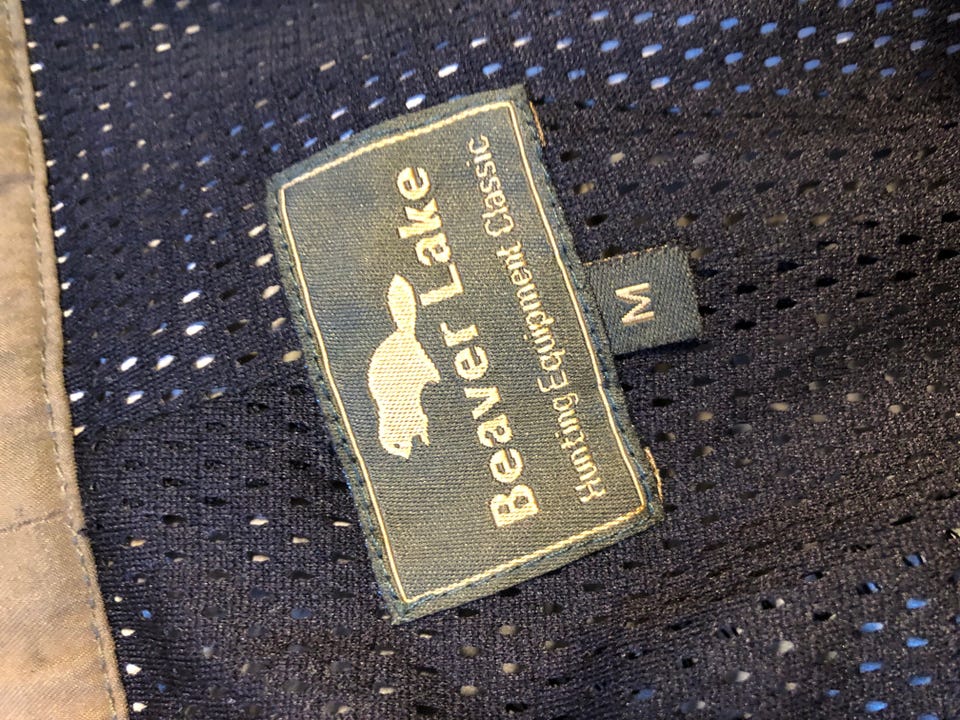 Beaver Lake
Hunting Equipment Classic
M